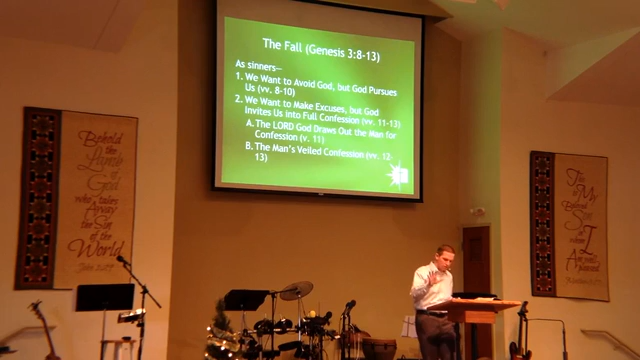 The Fall (Genesis 3:8-13)
As sinners—
1. We Want to Avoid God, but God Pursues
Us (vv. 8-10)
2. We Want to Make Excuses, but God
Invites Us into Full Confession (vv. 11-13)
A. The LORD God Draws Out the Man for
Confession (v. 11)
B. The Man's Veiled Confession (vv. 12-
13)
Behold
the
Lamb
of
God
who takes
Away
the Sin
of the
World
John
This
is My
Beloved
Son
in whom
I
Am
pleased